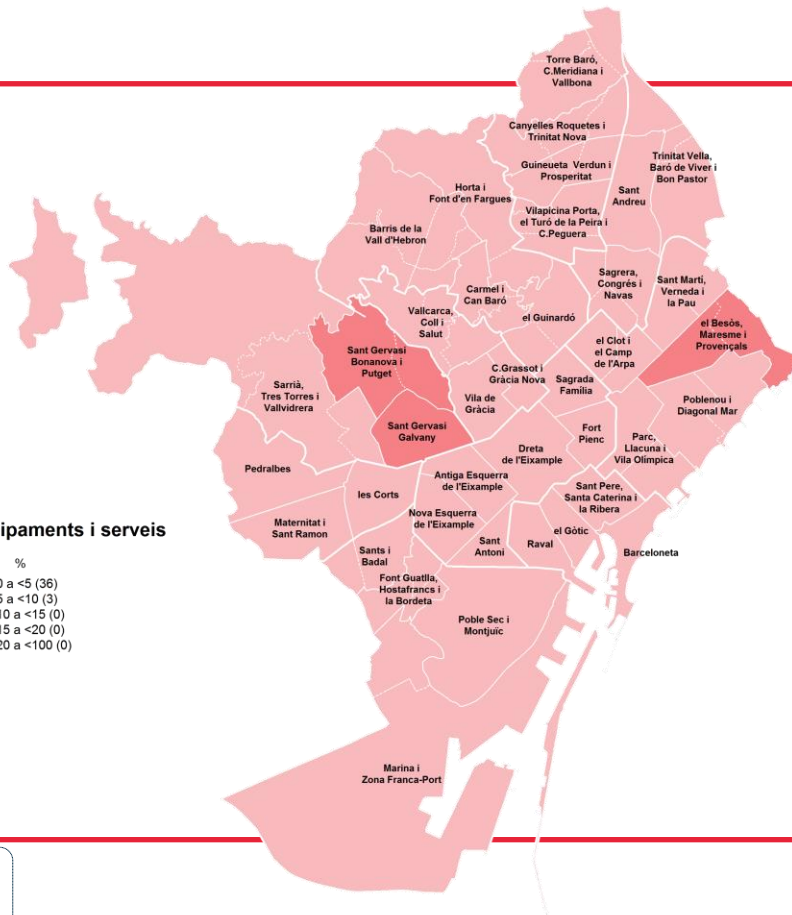 Torre Baró,
C.Meridiana i
Vallbona
Canyelles Roquetes i
Trinitat Nova
Guineueta Verdun i
Prosperitat
Trinitat Vella,
Baró de Viver i
Bon Pastor
Sant
Andreu
Horta i
Font d'en Fargues
Vilapicina Porta,
el Turó de la Peira i
C.Peguera
Barris de la
Vall d'Hebron
Sagrera,
Congrés i
Navas
Sant Martí,
Verneda i
la Pau
Carmel i
Can Baró
Vallcarca,
Coll i
Salut
el Guinardó
el Besòs,
Maresme i
Provençals
Sant Gervasi
Bonanova i
Putget
el Clot i
el Camp
de l'Arpa
C.Grassot i
Gràcia Nova
Sagrada
Família
Sarrià,
Tres Torres i
Vallvidrera
Vila de
Gràcia
Poblenou i
Diagonal Mar
Sant Gervasi
Galvany
Fort
Pienc
Parc,
Llacuna i
Vila Olímpica
Dreta
de l'Eixample
Pedralbes
Antiga Esquerra
de l'Eixample
les Corts
Sant Pere,
Santa Caterina i
la Ribera
Nova Esquerra
de l'Eixample
Maternitat i
Sant Ramon
el Gòtic
Sant
Antoni
Raval
Barceloneta
Sants i
Badal
Font Guatlla,
Hostafrancs i
la Bordeta
Poble Sec i
Montjuïc
Marina i
Zona Franca-Port
ipaments i serveis
%
0 a <5 (36)
5 a <10 (3)
10 a <15 (0)
15 a <20 (0)
20 a <100 (0)